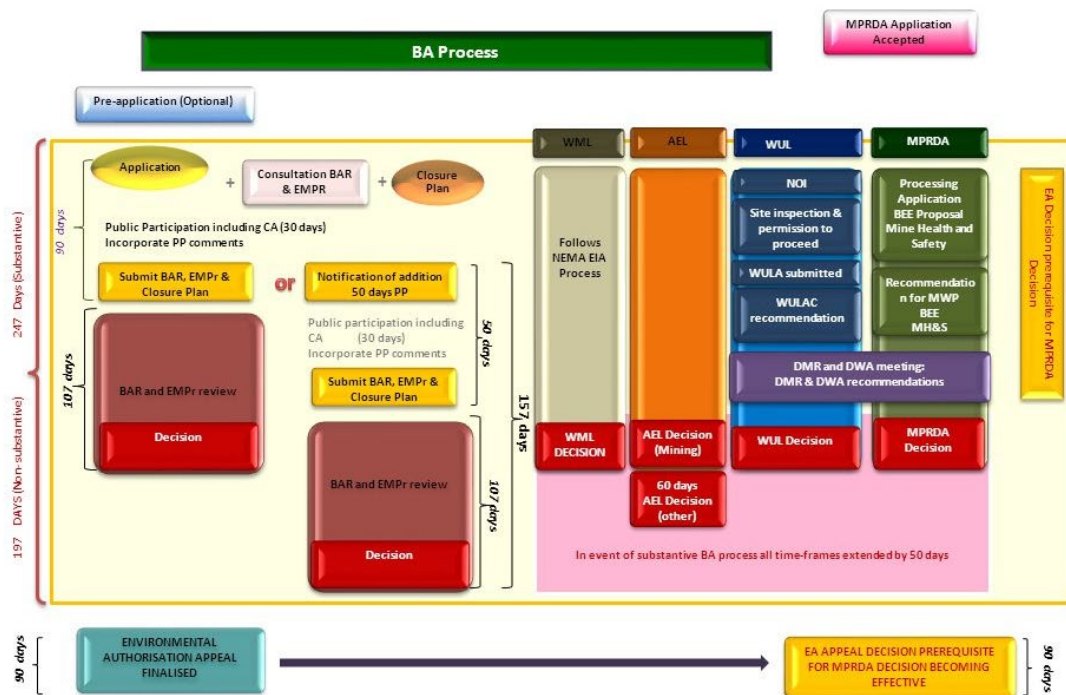 MPRDA Application
Accepted
BA Process
Pre-application (Optional)
247 Days (Substantive)
197 DAYS (Non-substantive)
90 days
Application
+
Consultation BAR
& EMPR
+
Closure
Plan
Public Participation including CA (30 days)
Incorporate PP comments
Submit BAR, EMPr &
Closure Plan
or
Notification of addition
50 days PP
107 days
BAR and EMPr review
Decision
Public participation including
CA (30 days)
Incorporate PP comments
Submit BAR, EMPr &
Closure Plan
50 days
157 days
BAR and EMPr review
Decision
107 days
WML
Follows
NEMA EIA
Process
WML
DECISION
AEL
AEL Decision
(Mining)
60 days
AEL Decision
(other)
WUL
NOI
Site inspection &
permission to
proceed
WULA submitted
WULAC
recommendation
DMR and DWA meeting:
DMR & DWA recommendations
WUL Decision
MPRDA
Processing
Application
BEE Proposal
Mine Health and
Safety
Recommendatio
n for MWP
BEE
MH&S
MPRDA
Decision
EA Decision prerequisite for MPRDA
Decision
In event of substantive BA process all time-frames extended by 50 days
90 days
ENVIRONMENTAL
AUTHORISATION APPEAL
FINALISED
EA APPEAL DECISION PREREQUISITE
FOR MPRDA DECISION BECOMING
EFFECTIVE
90 days